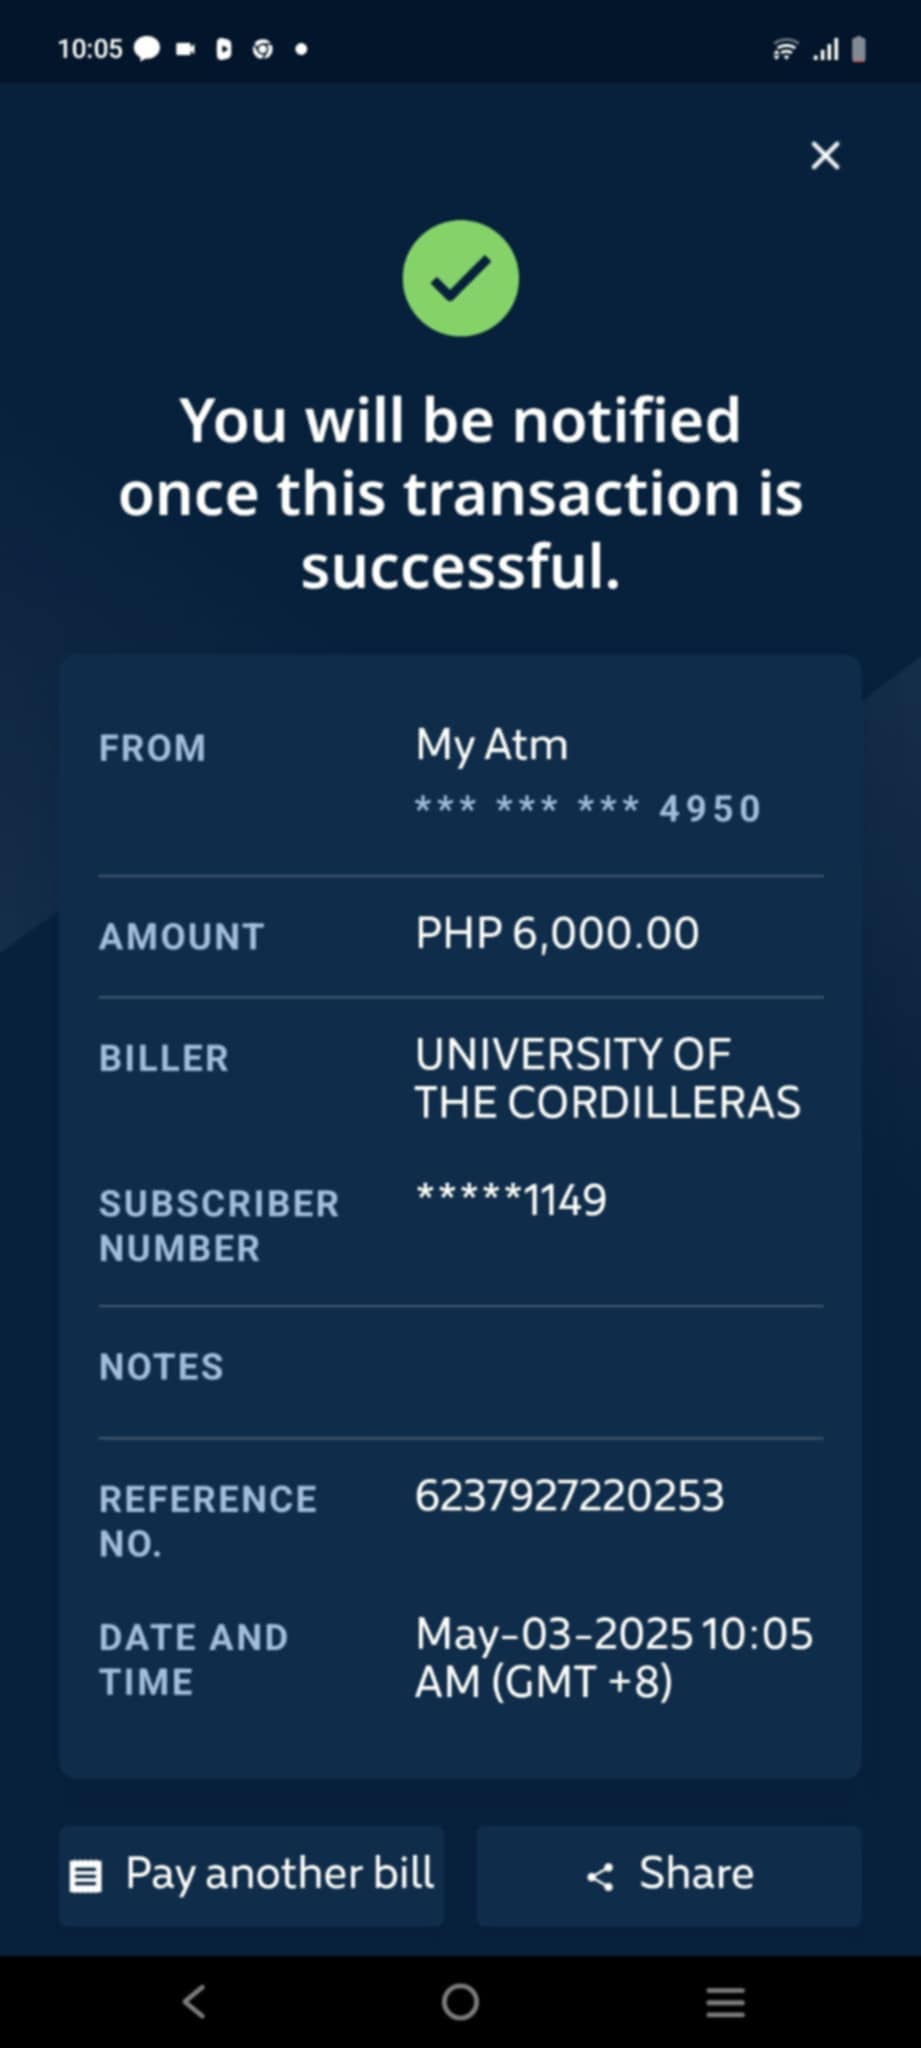 10:05
You will be notified
once this transaction is
successful.
FROM
My Atm
*** *** *** 4950
AMOUNT
PHP 6,000.00
BILLER
UNIVERSITY OF
THE CORDILLERAS
SUBSCRIBER
NUMBER
*****1149
NOTES
REFERENCE
NO.
6237927220253
DATE AND
TIME
May-03-2025 10:05
AM (GMT +8)
Pay another bill
Share